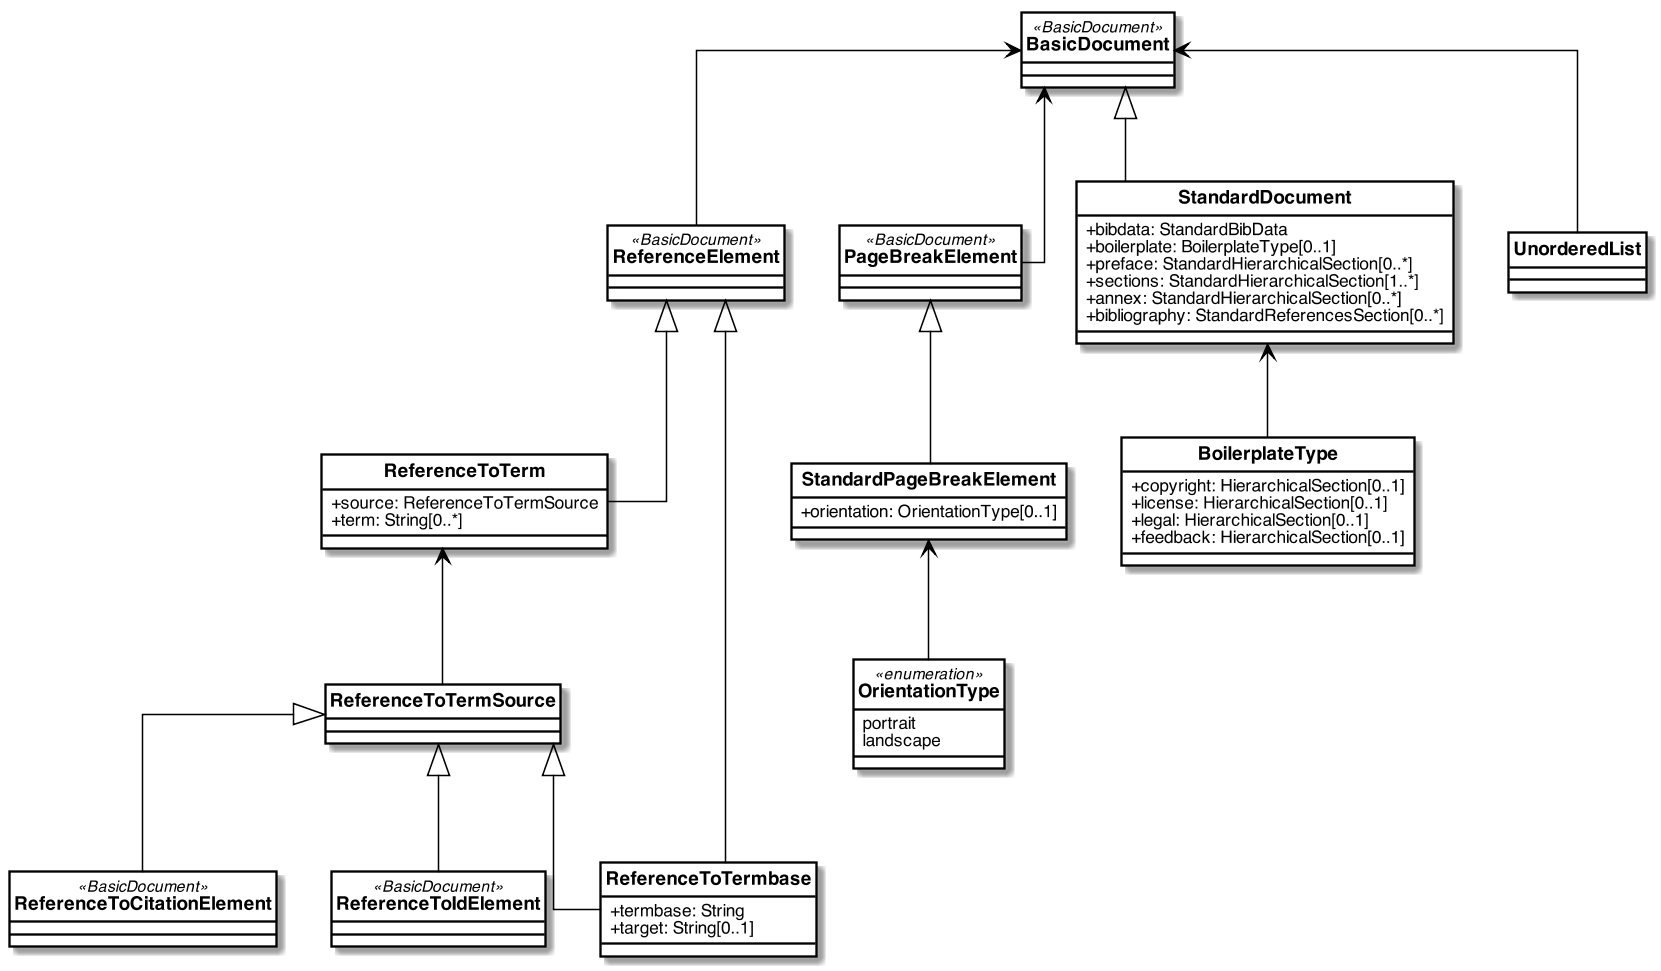 «BasicDocument»
BasicDocument
StandardDocument
+bibdata: StandardBibData
+boilerplate: BoilerplateType[0..1]
+preface: StandardHierarchicalSection[0..*]
+sections: StandardHierarchicalSection[1..*]
+annex: StandardHierarchicalSection[0..*]
+bibliography: StandardReferencesSection[0..*]
«BasicDocument»
ReferenceElement
«BasicDocument»
PageBreakElement
UnorderedList
ReferenceToTerm
+source: ReferenceToTermSource
+term: String[0..*]
StandardPageBreakElement
+orientation: OrientationType[0..1]
BoilerplateType
+copyright: HierarchicalSection[0..1]
+license: HierarchicalSection[0..1]
+legal: HierarchicalSection[0..1]
+feedback: HierarchicalSection[0..1]
ReferenceToTermSource
«enumeration»
OrientationType
portrait
landscape
«BasicDocument»
ReferenceToCitationElement
«BasicDocument»
ReferenceToIdElement
ReferenceToTermbase
+termbase: String
+target: String[0..1]